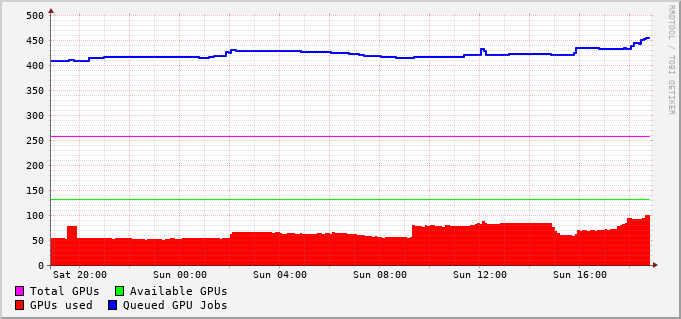 500
450
400
350
300
250
200
150
100
50
0
Sat 20:00 Sun 00:00 Sun 04:00 Sun 08:00 Sun 12:00 Sun 16:00
Total GPUs Available GPUs
GPUs used Queued GPU Jobs
RRDTOOL / TOBI OETIKER